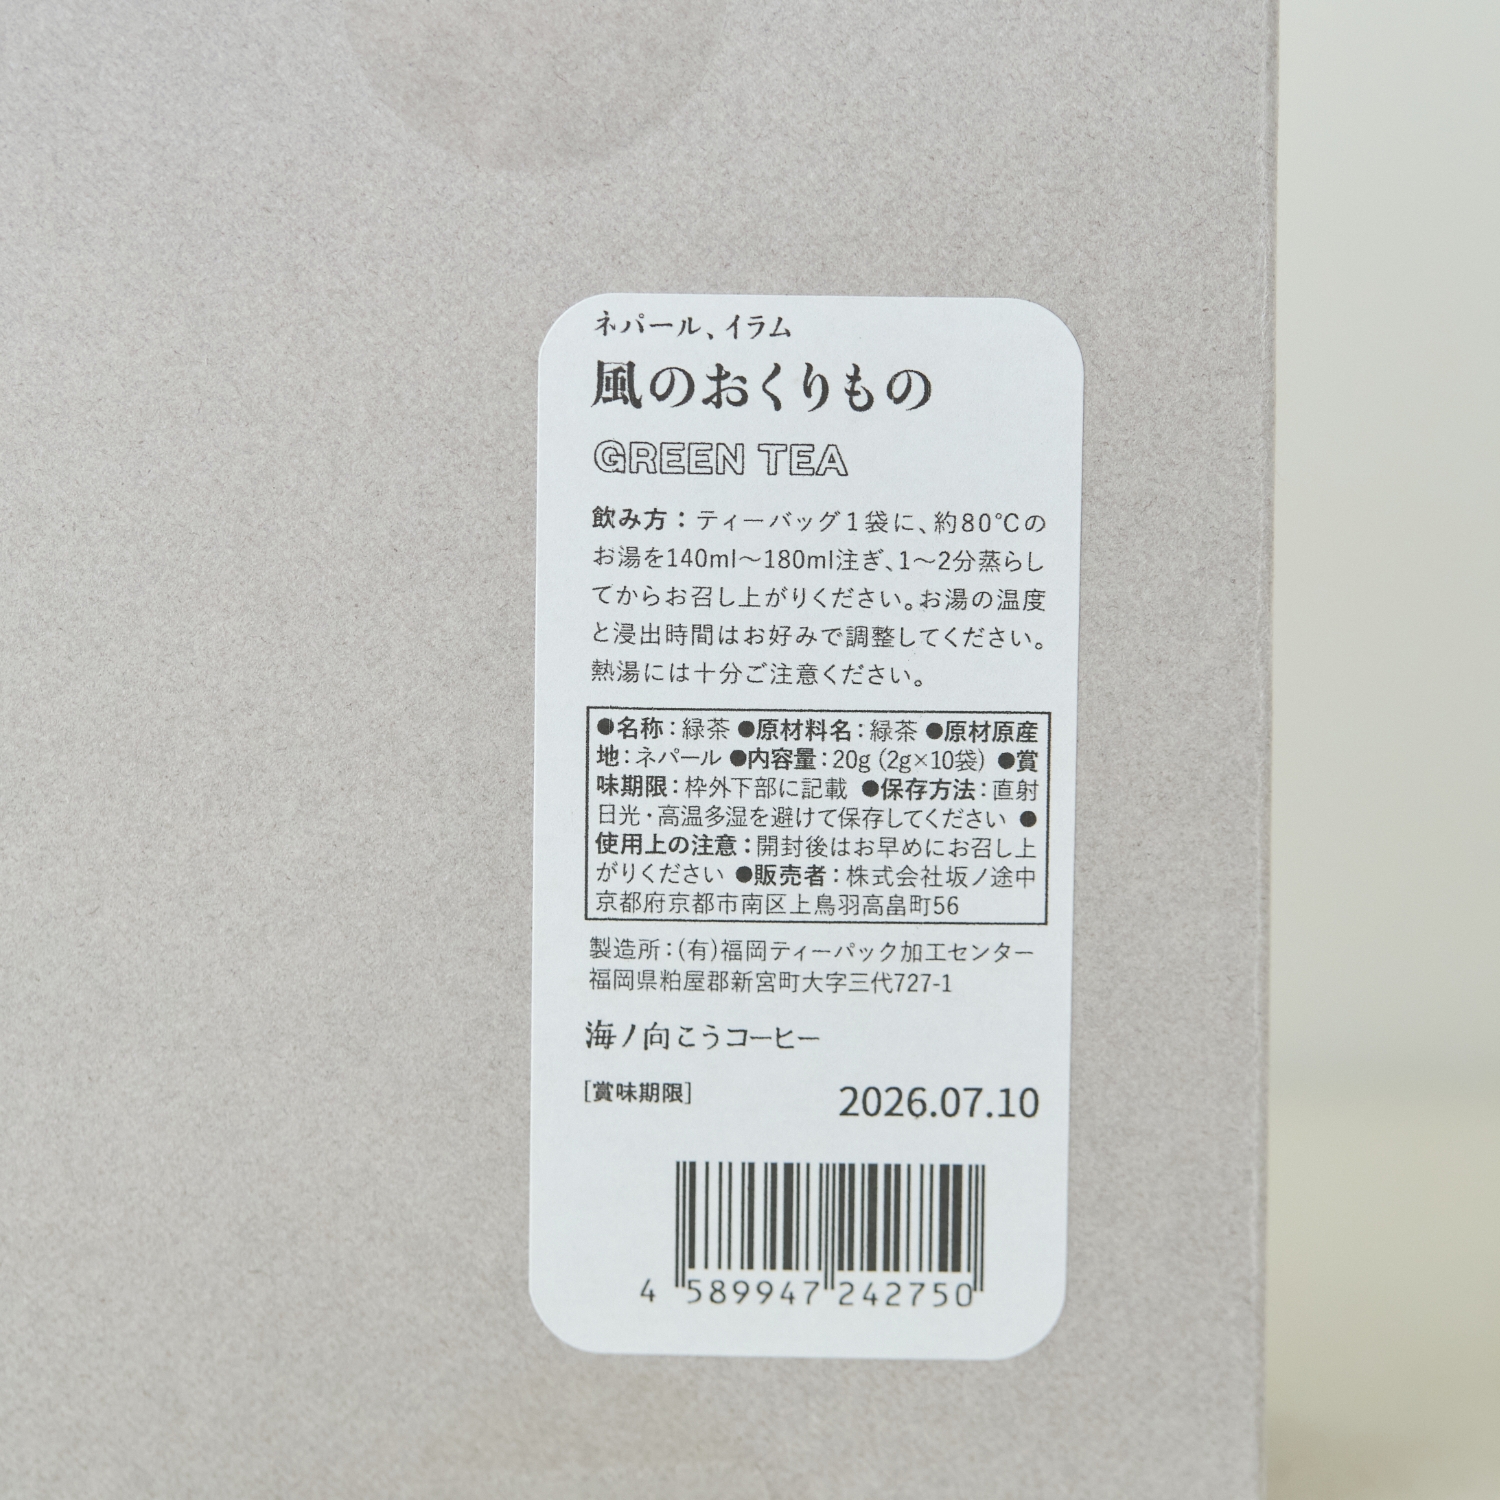 ネパール、イラム
風のおくりもの
GREEN TEA
飲み方：ティーバッグ1袋に、約80℃の
お湯を140ml〜180ml注ぎ、1〜2分蒸らし
てからお召し上がりください。お湯の温度
と浸出時間はお好みで調整してください。
熱湯には十分ご注意ください。
●名称：緑茶 ●原材料名：緑茶 ●原材原産
地：ネパール ●内容量：20g (2g×10袋) ●賞
味期限：枠外下部に記載 ●保存方法：直射
日光・高温多湿を避けて保存してください ●
使用上の注意：開封後はお早めにお召し上
がりください ●販売者：株式会社坂ノ途中
京都府京都市南区上鳥羽高畠町56
製造所：(有)福岡ティーパック加工センター
福岡県粕屋郡新宮町大字三代727-1
海ノ向こうコーヒー
[賞味期限] 2026.07.10
4 589947 242750